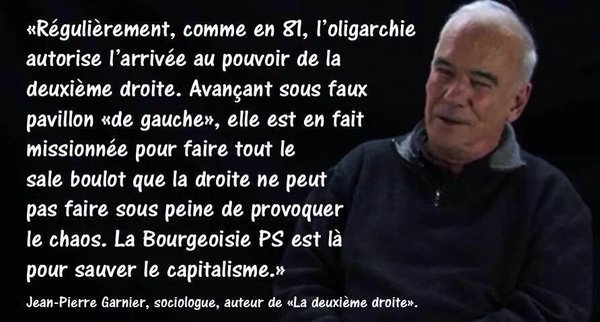 «Régulièrement, comme en 81, l’oligarchie
autorise l’arrivée au pouvoir de la
deuxième droite. Avançant sous faux
pavillon «de gauche», elle est en fait
missionnée pour faire tout le
sale boulot que la droite ne peut
pas faire sous peine de provoquer
le chaos. La Bourgeoisie PS est là
pour sauver le capitalisme.»
Jean-Pierre Garnier, sociologue, auteur de «La deuxième droite».